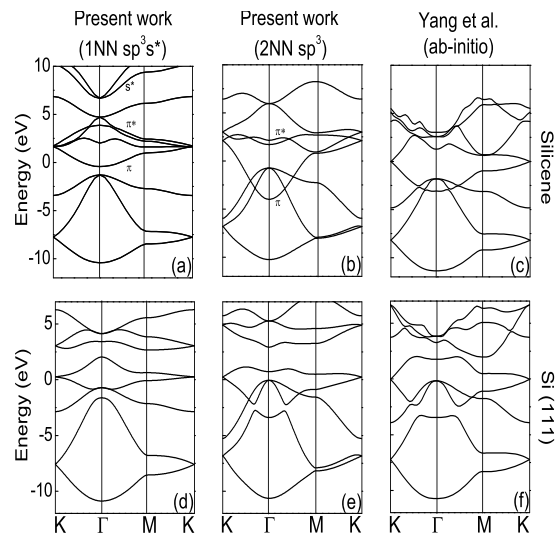 Present work
(1NN sp³s*)
Present work
(2NN sp³)
Yang et al.
(ab-initio)
Energy (eV)
10
5
0
-5
-10
s*
π*
π
(a)
π*
π
(b)
(c)
Silicene
Energy (eV)
5
0
-5
-10
(d)
(e)
(f)
Si (111)
K Γ M K
K Γ M K
K Γ M K